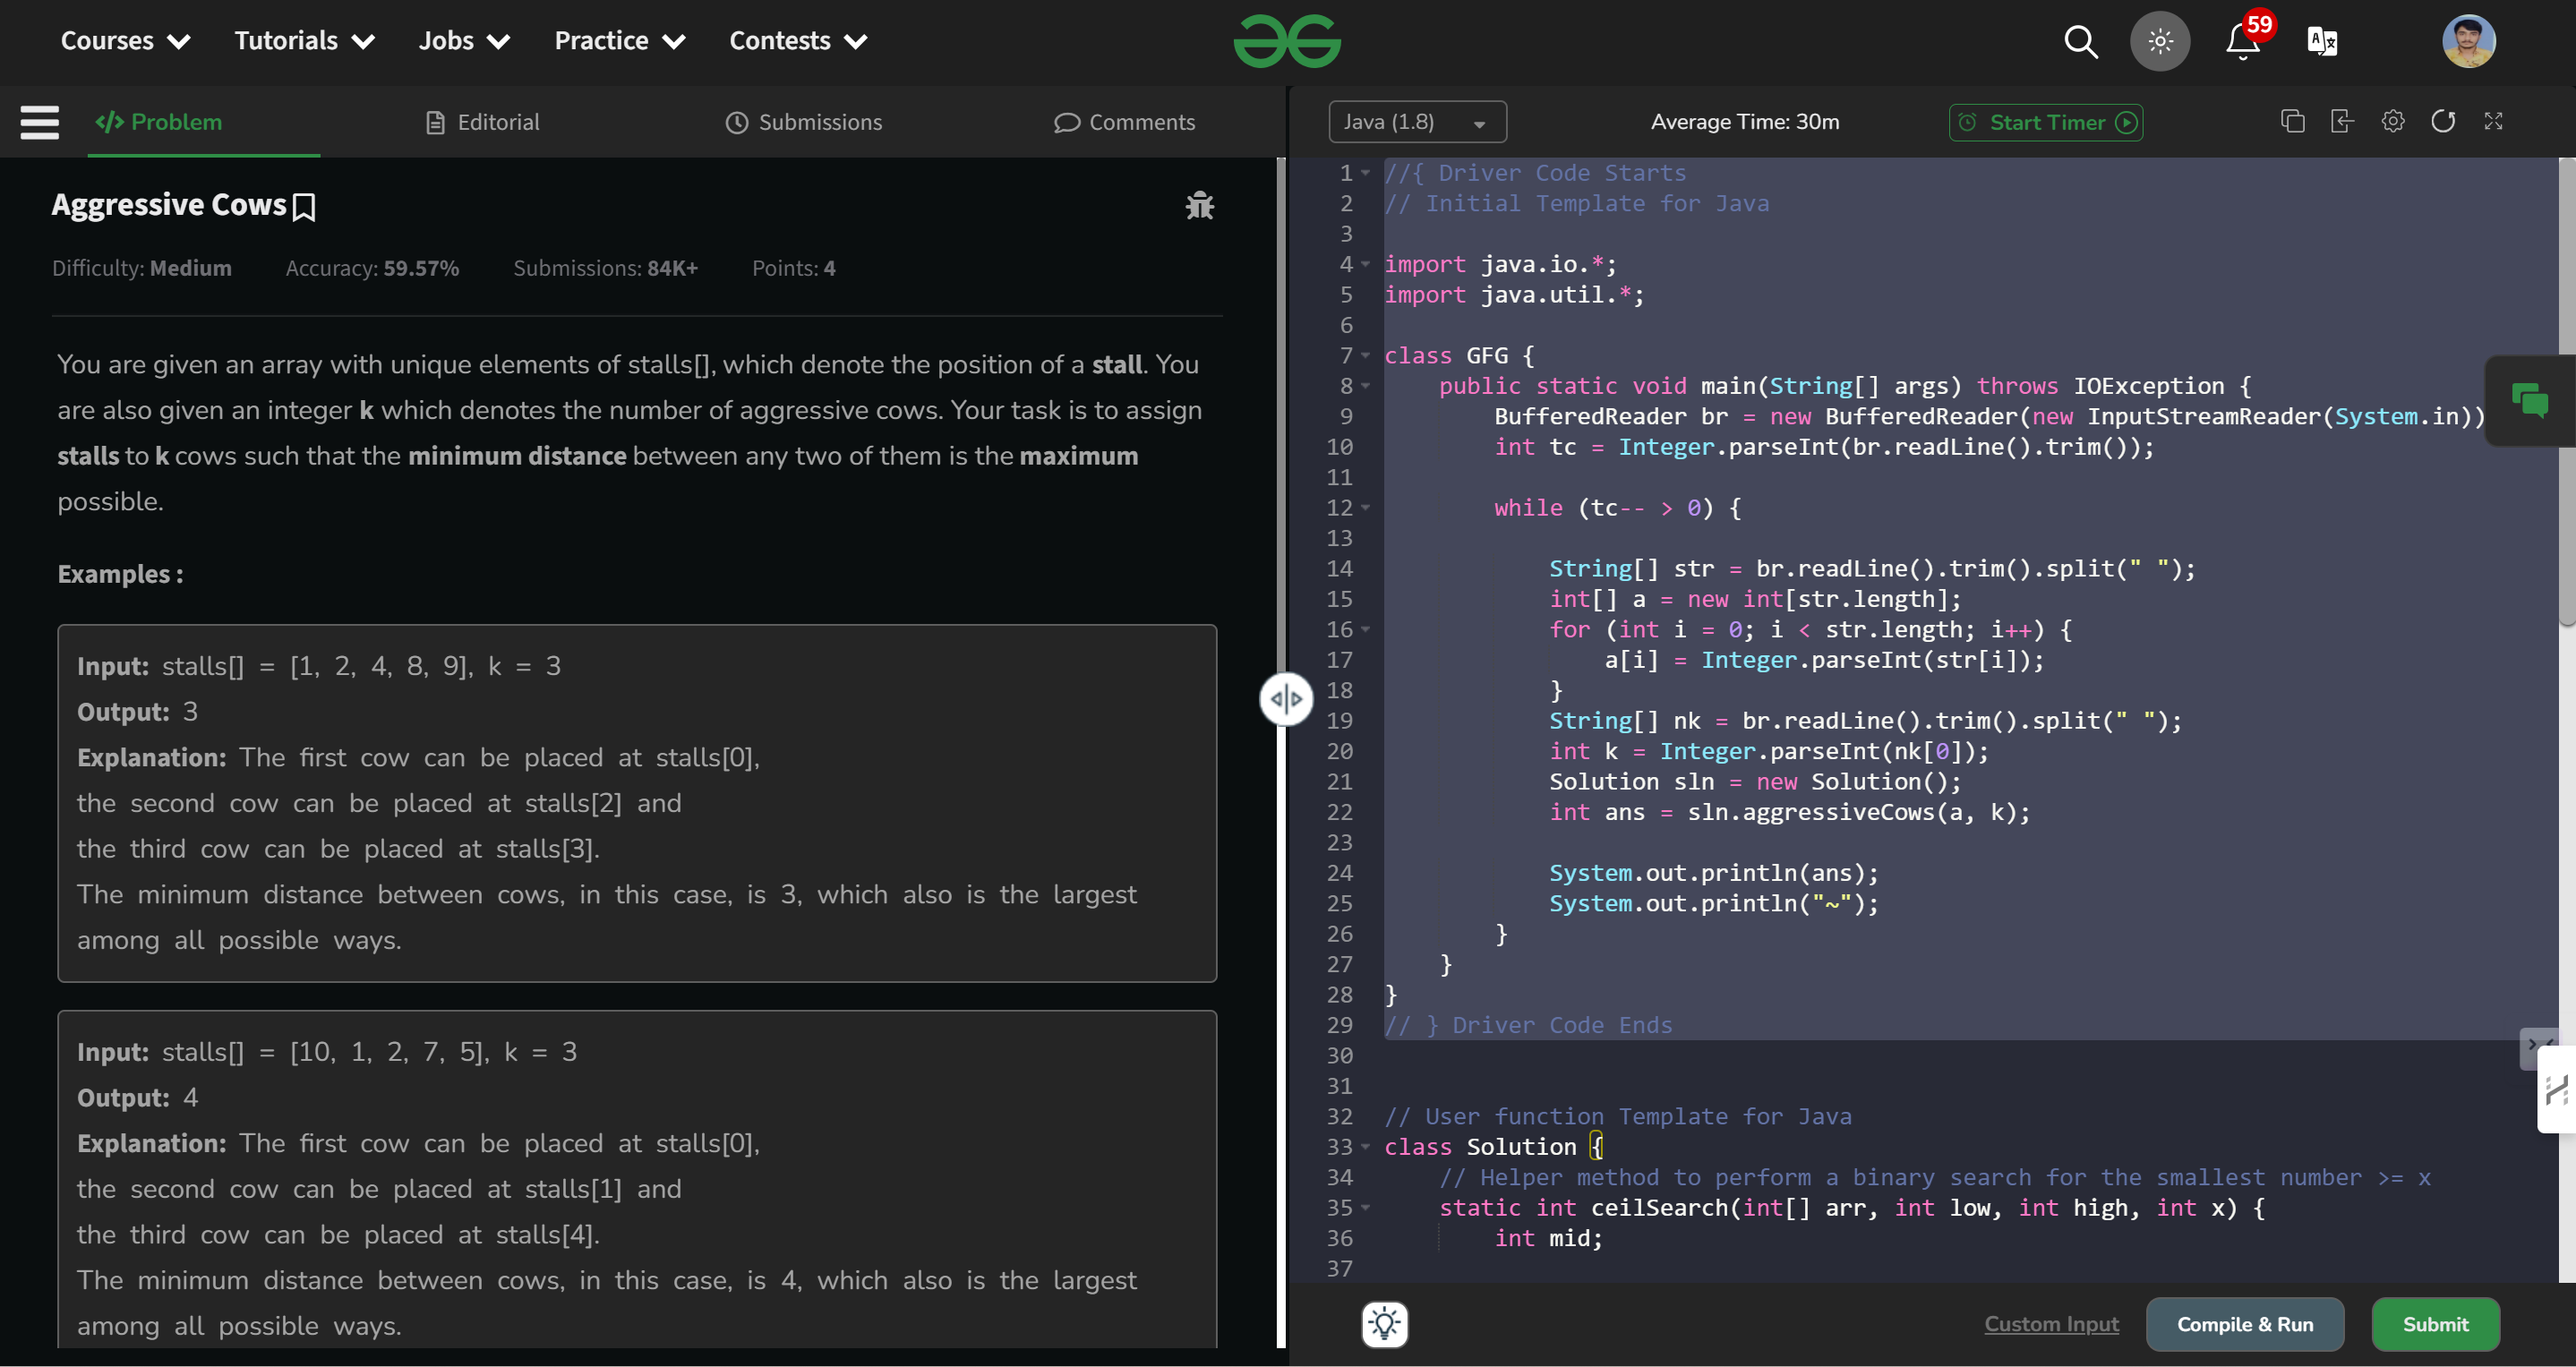 Courses Tutorials Jobs Practice Contests 59
Problem Editorial Submissions Comments
Aggressive Cows
Difficulty: Medium Accuracy: 59.57% Submissions: 84K+ Points: 4
You are given an array with unique elements of stalls[], which denote the position of a stall. You
are also given an integer k which denotes the number of aggressive cows. Your task is to assign
stalls to k cows such that the minimum distance between any two of them is the maximum
possible.
Examples :
Input: stalls[] = [1, 2, 4, 8, 9], k = 3
Output: 3
Explanation: The first cow can be placed at stalls[0],
the second cow can be placed at stalls[2] and
the third cow can be placed at stalls[3].
The minimum distance between cows, in this case, is 3, which also is the largest
among all possible ways.
Input: stalls[] = [10, 1, 2, 7, 5], k = 3
Output: 4
Explanation: The first cow can be placed at stalls[0],
the second cow can be placed at stalls[1] and
the third cow can be placed at stalls[4].
The minimum distance between cows, in this case, is 4, which also is the largest
among all possible ways.
Java (1.8) Average Time: 30m Start Timer
1 //{ Driver Code Starts
2 // Initial Template for Java
3
4 import java.io.*;
5 import java.util.*;
6
7 class GFG {
8 public static void main(String[] args) throws IOException {
9 BufferedReader br = new BufferedReader(new InputStreamReader(System.in))
10 int tc = Integer.parseInt(br.readLine().trim());
11
12 while (tc-- > 0) {
13
14 String[] str = br.readLine().trim().split(" ");
15 int[] a = new int[str.length];
16 for (int i = 0; i < str.length; i++) {
17 a[i] = Integer.parseInt(str[i]);
18 }
19 String[] nk = br.readLine().trim().split(" ");
20 int k = Integer.parseInt(nk[0]);
21 Solution sln = new Solution();
22 int ans = sln.aggressiveCows(a, k);
23
24 System.out.println(ans);
25 System.out.println("~");
26 }
27 }
28 }
29 // } Driver Code Ends
30
31
32 // User function Template for Java
33 class Solution {
34 // Helper method to perform a binary search for the smallest number >= x
35 static int ceilSearch(int[] arr, int low, int high, int x) {
36 int mid;
37
Custom Input Compile & Run Submit